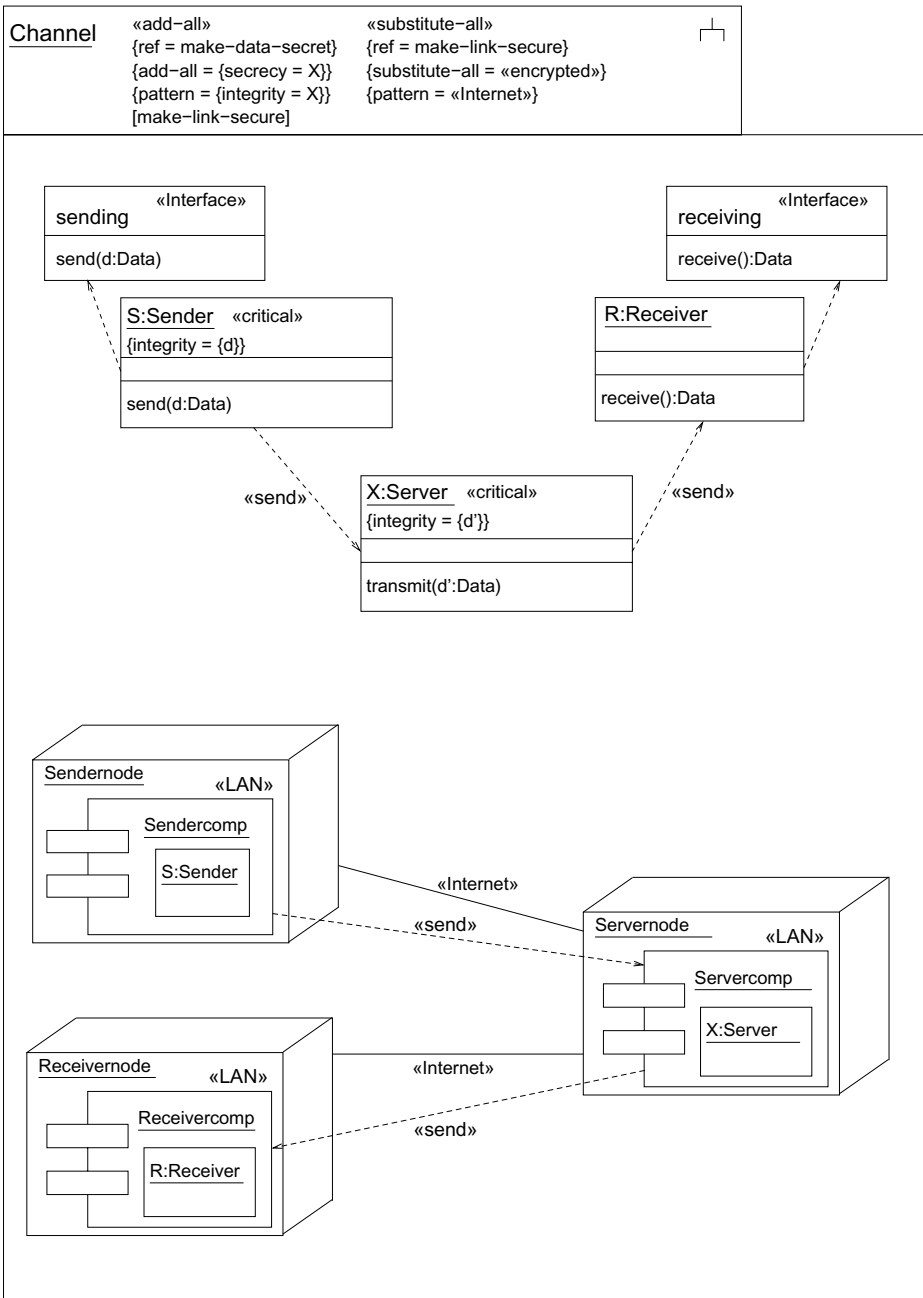 Channel
«add−all»
{ref = make−data−secret}
{add−all = {secrecy = X}}
{pattern = {integrity = X}}
[make−link−secure]
«substitute−all»
{ref = make−link−secure}
{substitute−all = «encrypted»}
{pattern = «Internet»}
«Interface»
sending
send(d:Data)
«Interface»
receiving
receive():Data
S:Sender «critical»
{integrity = {d}}
send(d:Data)
R:Receiver
receive():Data
«send»
«send»
X:Server «critical»
{integrity = {d’}}
transmit(d’:Data)
Sendernode
«LAN»
Sendercomp
S:Sender
«Internet»
«send»
Servernode
«LAN»
Servercomp
X:Server
Receivernode
«LAN»
Receivercomp
R:Receiver
«Internet»
«send»